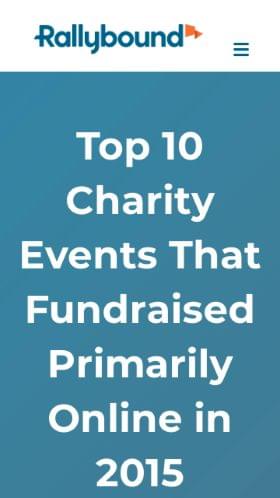 Rallybound
Top 10
Charity
Events That
Fundraised
Primarily
Online in
2015